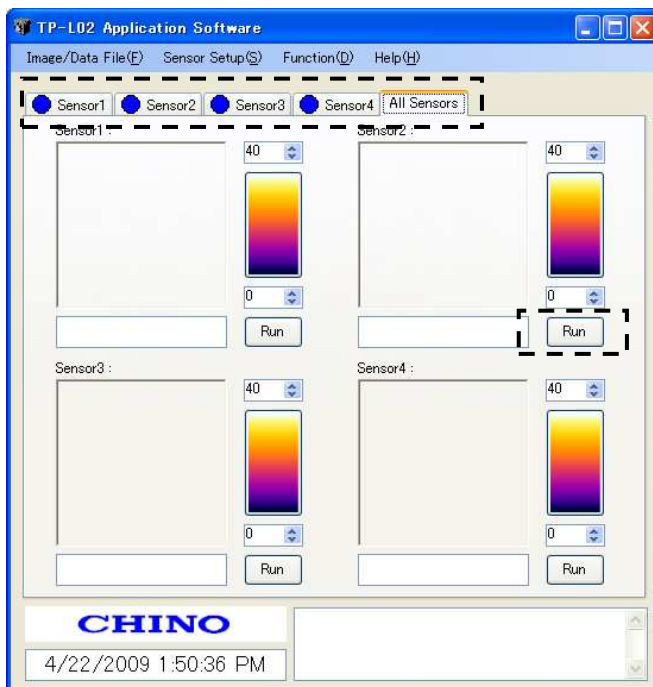 TP-L02 Application Software
Image/Data File(F) Sensor Setup(S) Function(D) Help(H)
Sensor1 Sensor2 Sensor3 Sensor4 All Sensors
Sensor1 : Sensor2 :
40 40
0 0
Run Run
Sensor3 : Sensor4 :
40 40
0 0
Run Run
CHINO
4/22/2009 1:50:36 PM